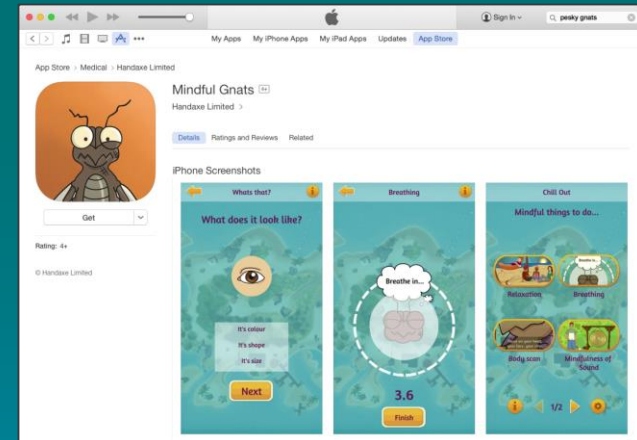 Sign In
pesky gnats
My Apps My iPhone Apps My iPad Apps Updates App Store
App Store › Medical › Handaxe Limited
Mindful Gnats 4+
Handaxe Limited >
Details Ratings and Reviews Related
Get
Rating: 4+
© Handaxe Limited
iPhone Screenshots
Whats that?
What does it look like?
It's colour
It's shape
It's size
Next
Breathing
Breathe in...
3.6
Finish
Chill Out
Mindful things to do...
Relaxation
Breathe in...
Breathing
Body scan
Mindfulness of
Sound
1/2